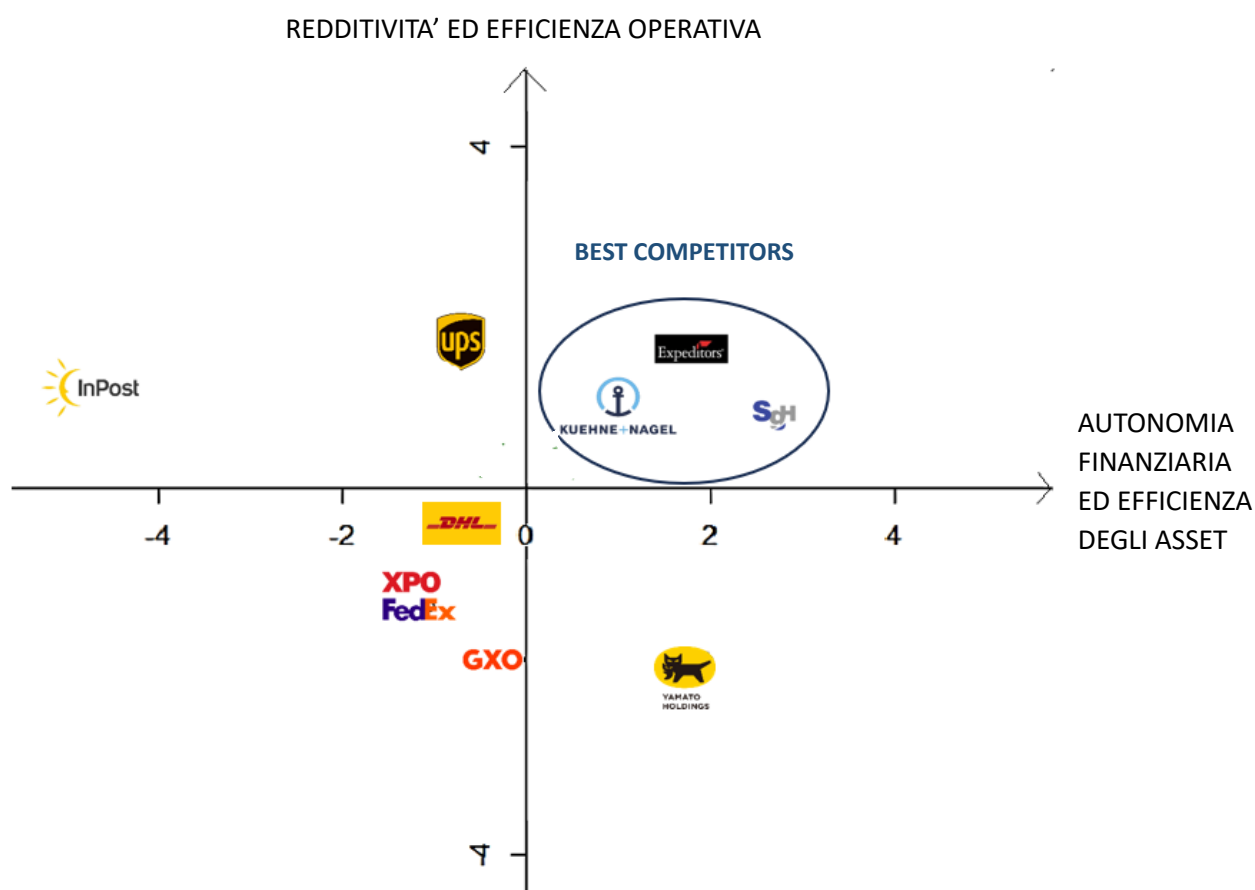 REDDITIVITA’ ED EFFICIENZA OPERATIVA
4
BEST COMPETITORS
ups
Expeditors
InPost
KUEHNE+NAGEL
SgH
AUTONOMIA
FINANZIARIA
ED EFFICIENZA
DEGLI ASSET
-4
-2
DHL
0
2
4
XPO
FedEx
GXO
YAMATO
HOLDINGS
-4